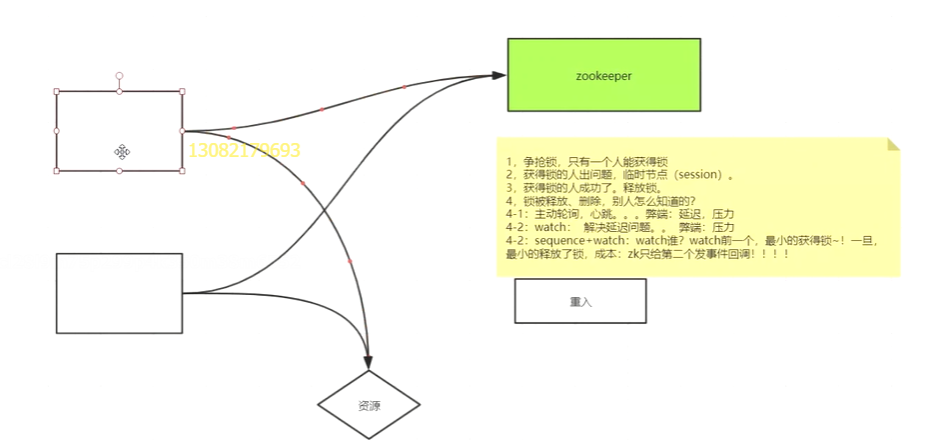 zookeeper
13082179693
1，争抢锁，只有一个人能获得锁
2，获得锁的人出问题，临时节点（session）。
3，获得锁的人成功了。释放锁。
4，锁被释放、删除，别人怎么知道的?
4-1：主动轮询，心跳。。。弊端：延迟，压力
4-2：watch： 解决延迟问题。。 弊端：压力
4-2：sequence+watch：watch谁？watch前一个，最小的获得锁~！一旦，
最小的释放了锁，成本：zk只给第二个发事件回调！！！！
重入
资源